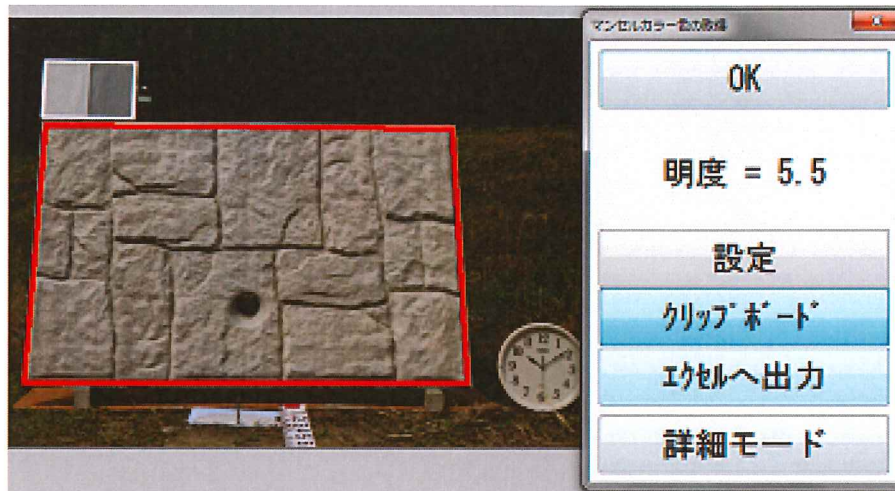 マンセルカラー値の取得
OK
明度 = 5.5
設定
クリップボード
エクセルへ出力
詳細モード